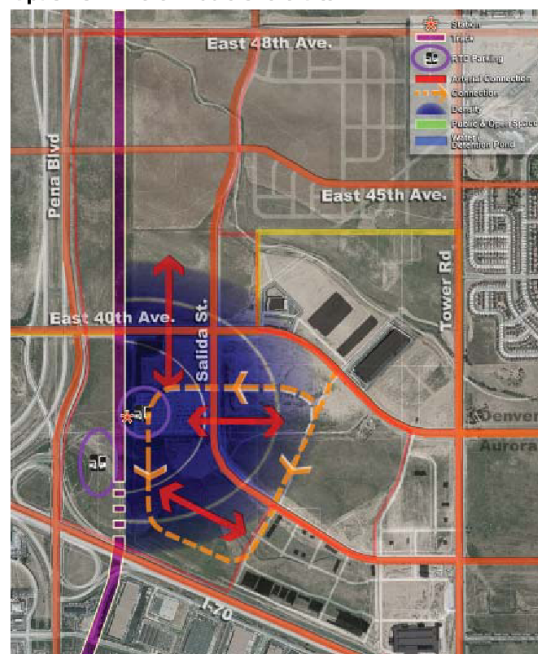 Station
Track
RTD Parking
Arterial Connection
Connection
Density
Public & Open Space
Water/
Detention Pond
East 48th Ave.
Pena Blvd
East 45th Ave.
Tower Rd
East 40th Ave.
Salida St.
Denver
Aurora
I-70